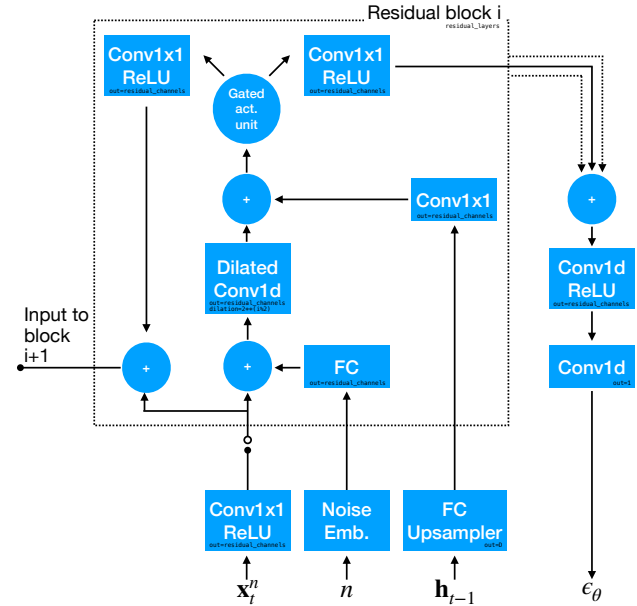 Residual block i
residual_layers
Conv1x1
ReLU
out=residual_channels
Gated
act.
unit
Conv1x1
ReLU
out=residual_channels
+
Conv1x1
out=residual_channels
+
Dilated
Conv1d
out=residual_channels
dilation=2**(i%2)
Conv1d
ReLU
out=residual_channels
Input to
block
i+1
+
+
FC
out=residual_channels
Conv1d
out=1
Conv1x1
ReLU
out=residual_channels
Noise
Emb.
FC
Upsampler
out=D
𝐱ₜⁿ
n
𝐡ₜ₋₁
ϵ_θ